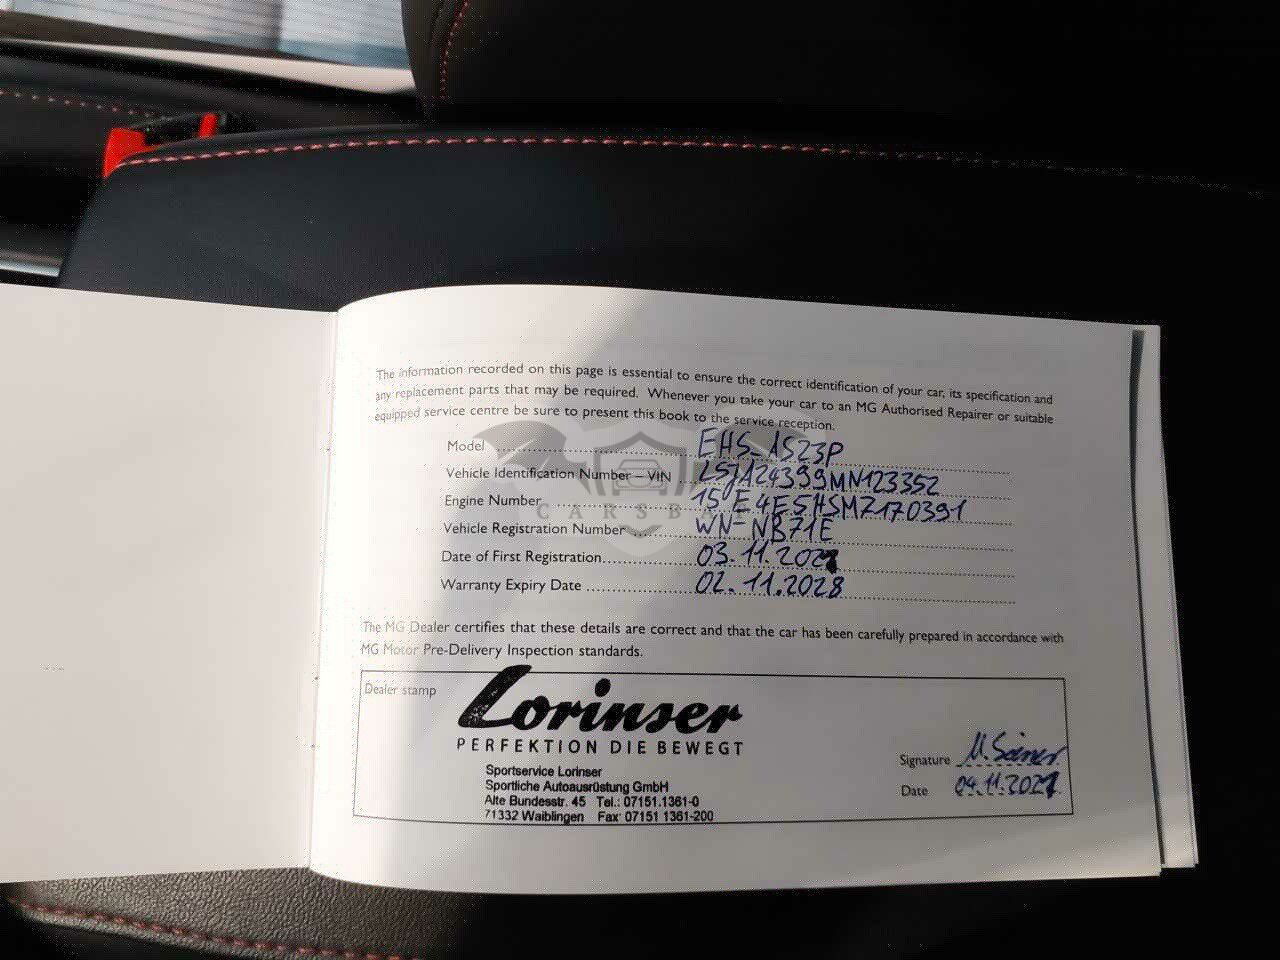 The information recorded on this page is essential to ensure the correct identification of your car, its specification and
any replacement parts that may be required. Whenever you take your car to an MG Authorised Repairer or suitable
equipped service centre be sure to present this book to the service reception.
Model EHS-1S23P
Vehicle Identification Number – VIN LSJA24399MN123352
Engine Number 15E4E5HSMZ170391
Vehicle Registration Number WN-NB71E
Date of First Registration 03.11.2021
Warranty Expiry Date 02.11.2028
CARSBA
The MG Dealer certifies that these details are correct and that the car has been carefully prepared in accordance with
MG Motor Pre-Delivery Inspection standards.
Dealer stamp
Lorinser
PERFEKTION DIE BEWEGT
Sportservice Lorinser
Sportliche Autoausrüstung GmbH
Alte Bundesstr. 45 Tel.: 07151.1361-0
71332 Waiblingen Fax: 07151 1361-200
Signature
Date 04.11.2021